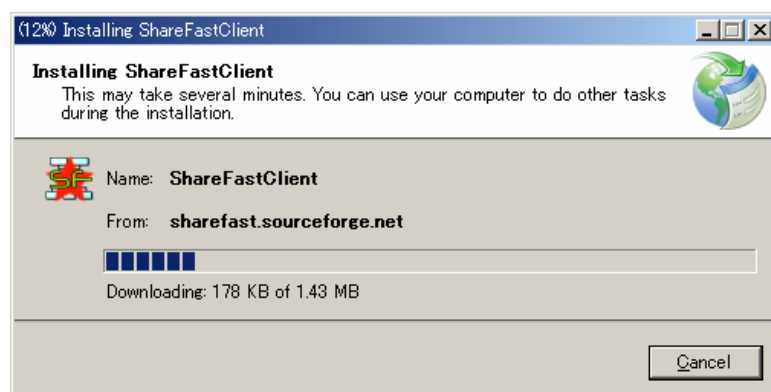 (12%) Installing ShareFastClient
Installing ShareFastClient
This may take several minutes. You can use your computer to do other tasks
during the installation.
SF
Name: ShareFastClient
From: sharefast.sourceforge.net
Downloading: 178 KB of 1.43 MB
Cancel